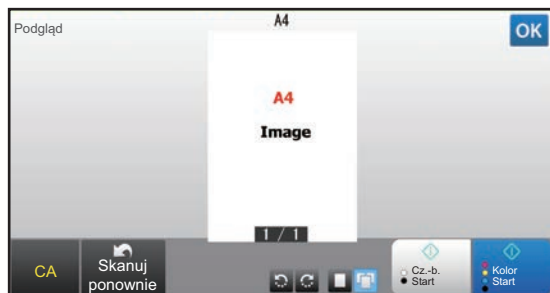 Podgląd
A4
OK
A4
Image
1 / 1
CA
Skanuj
ponownie
Cz.-b.
Start
Kolor
Start